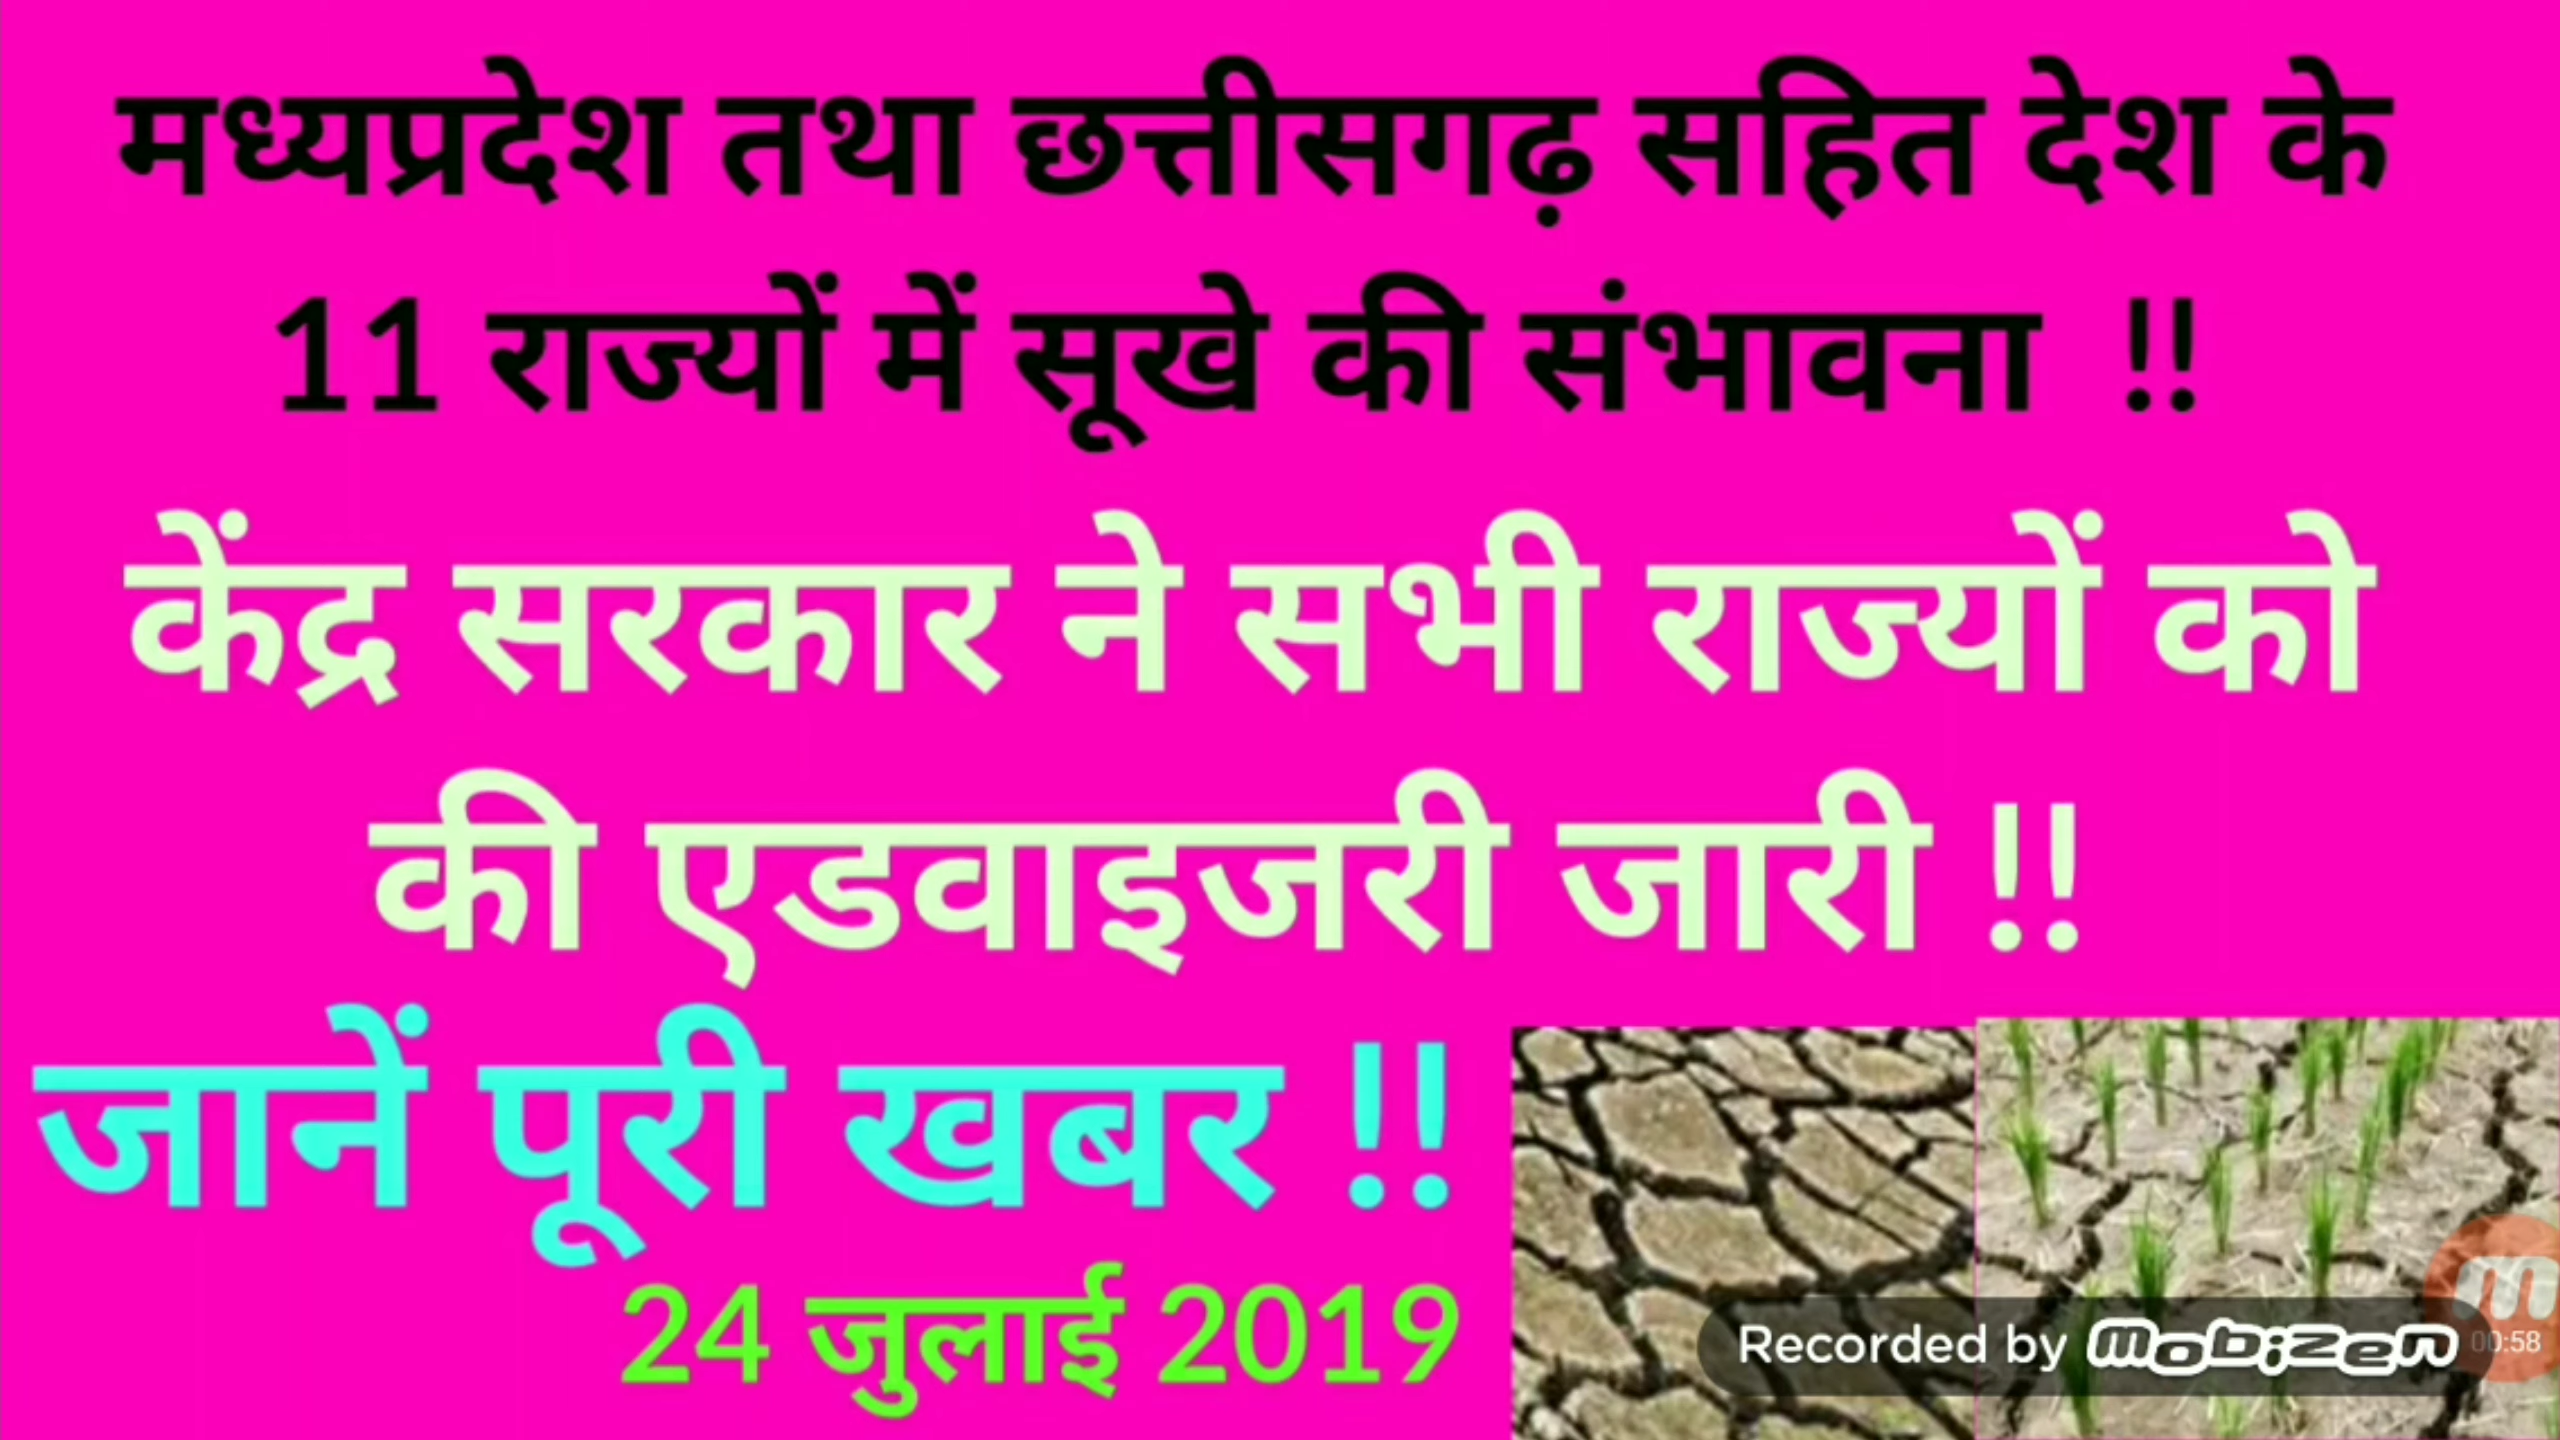 मध्यप्रदेश तथा छत्तीसगढ़ सहित देश के
11 राज्यों में सूखे की संभावना !!
केंद्र सरकार ने सभी राज्यों को
की एडवाइजरी जारी !!
जानें पूरी खबर !!
24 जुलाई 2019
Recorded by mobizen
00:58